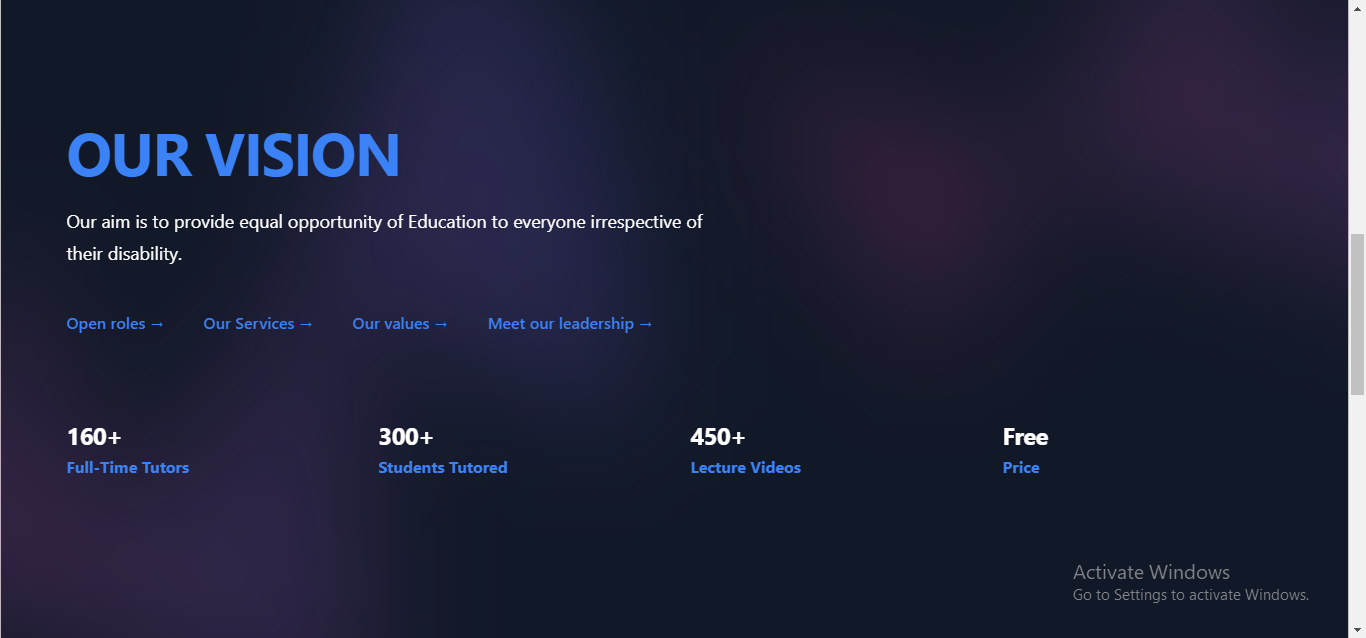 OUR VISION
Our aim is to provide equal opportunity of Education to everyone irrespective of
their disability.
Open roles → Our Services → Our values → Meet our leadership →
160+ 300+ 450+ Free
Full-Time Tutors Students Tutored Lecture Videos Price
Activate Windows
Go to Settings to activate Windows.